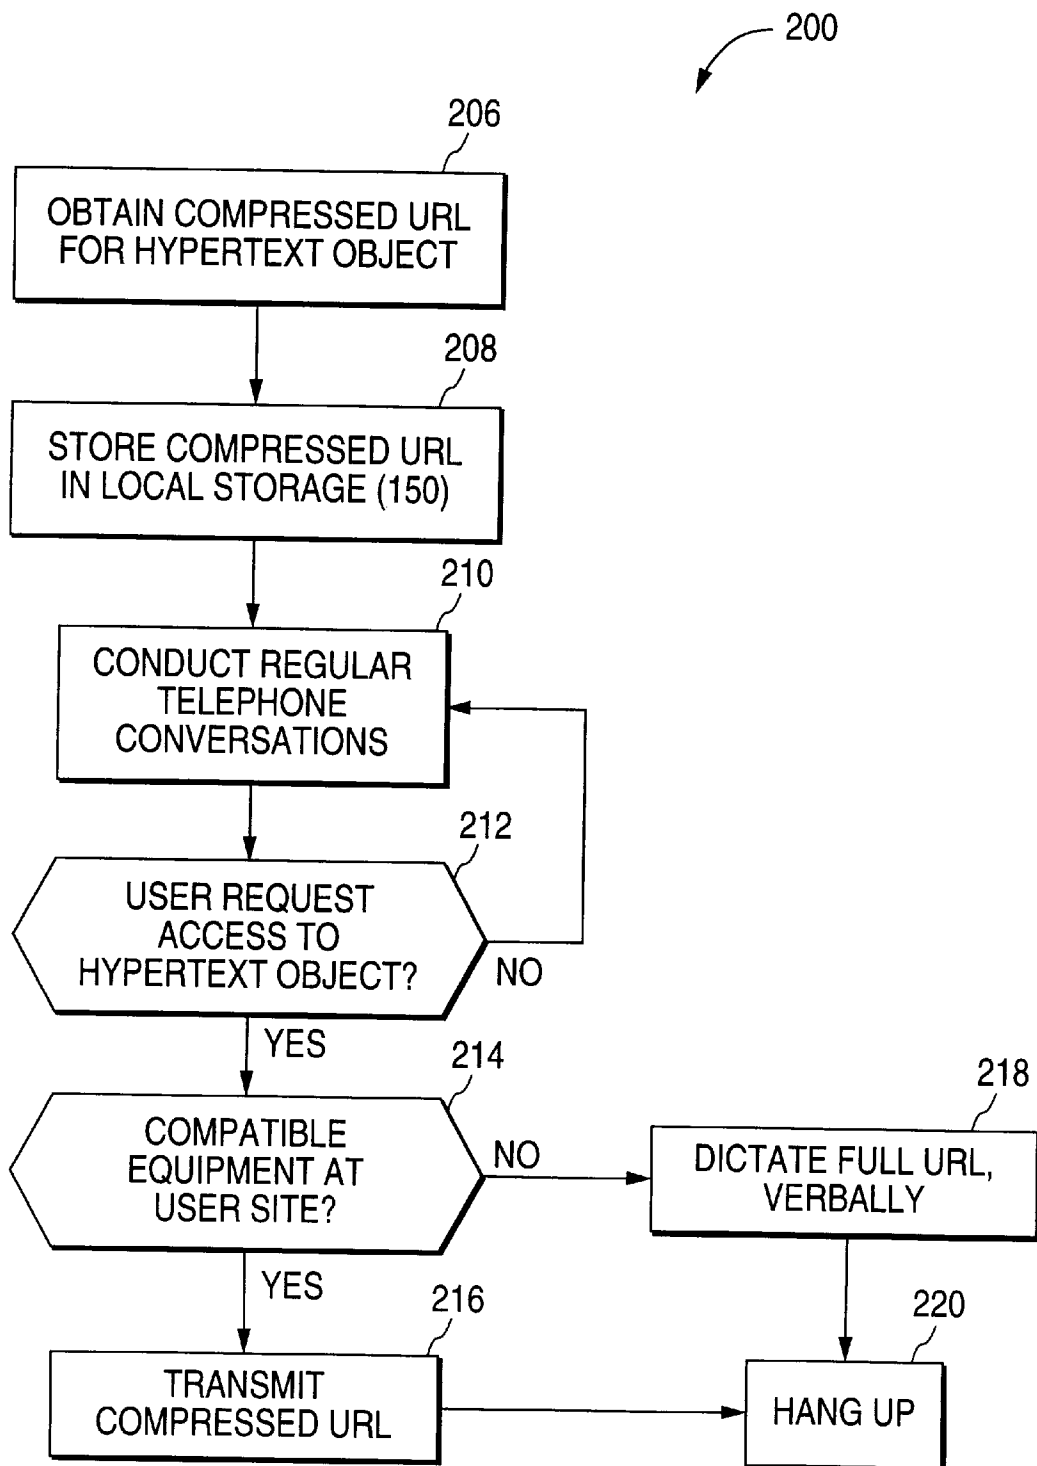 200
206
OBTAIN COMPRESSED URL
FOR HYPERTEXT OBJECT
208
STORE COMPRESSED URL
IN LOCAL STORAGE (150)
210
CONDUCT REGULAR
TELEPHONE
CONVERSATIONS
212
USER REQUEST
ACCESS TO
HYPERTEXT OBJECT?
NO
YES
214
COMPATIBLE
EQUIPMENT AT
USER SITE?
NO
218
DICTATE FULL URL,
VERBALLY
YES
216
TRANSMIT
COMPRESSED URL
220
HANG UP